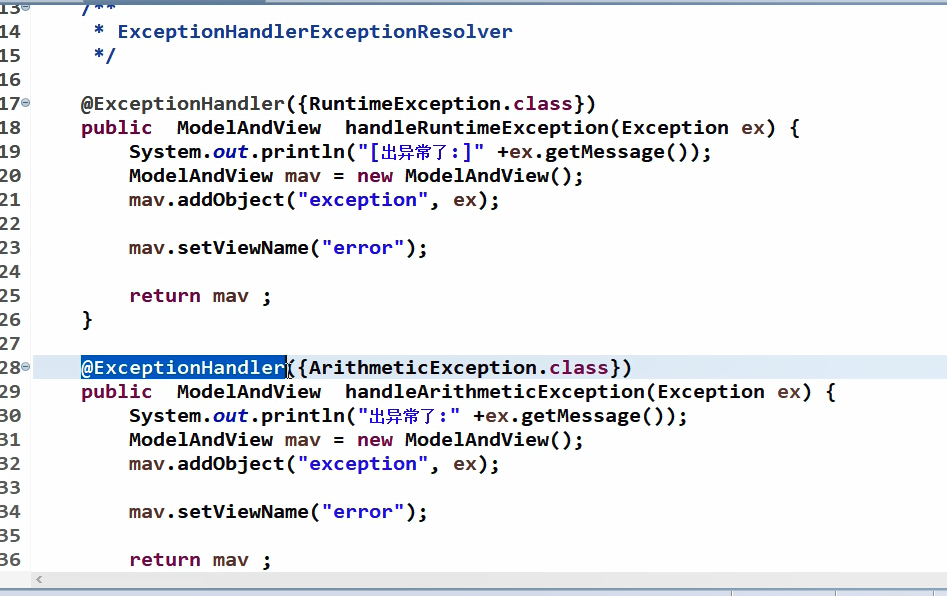 13 /**
14 * ExceptionHandlerExceptionResolver
15 */
16
17 @ExceptionHandler({RuntimeException.class})
18 public  ModelAndView  handleRuntimeException(Exception ex) {
19 System.out.println("[出异常了:]" +ex.getMessage());
20 ModelAndView mav = new ModelAndView();
21 mav.addObject("exception", ex);
22
23 mav.setViewName("error");
24
25 return mav ;
26 }
27
28 @ExceptionHandler({ArithmeticException.class})
29 public  ModelAndView  handleArithmeticException(Exception ex) {
30 System.out.println("出异常了:" +ex.getMessage());
31 ModelAndView mav = new ModelAndView();
32 mav.addObject("exception", ex);
33
34 mav.setViewName("error");
35
36 return mav ;